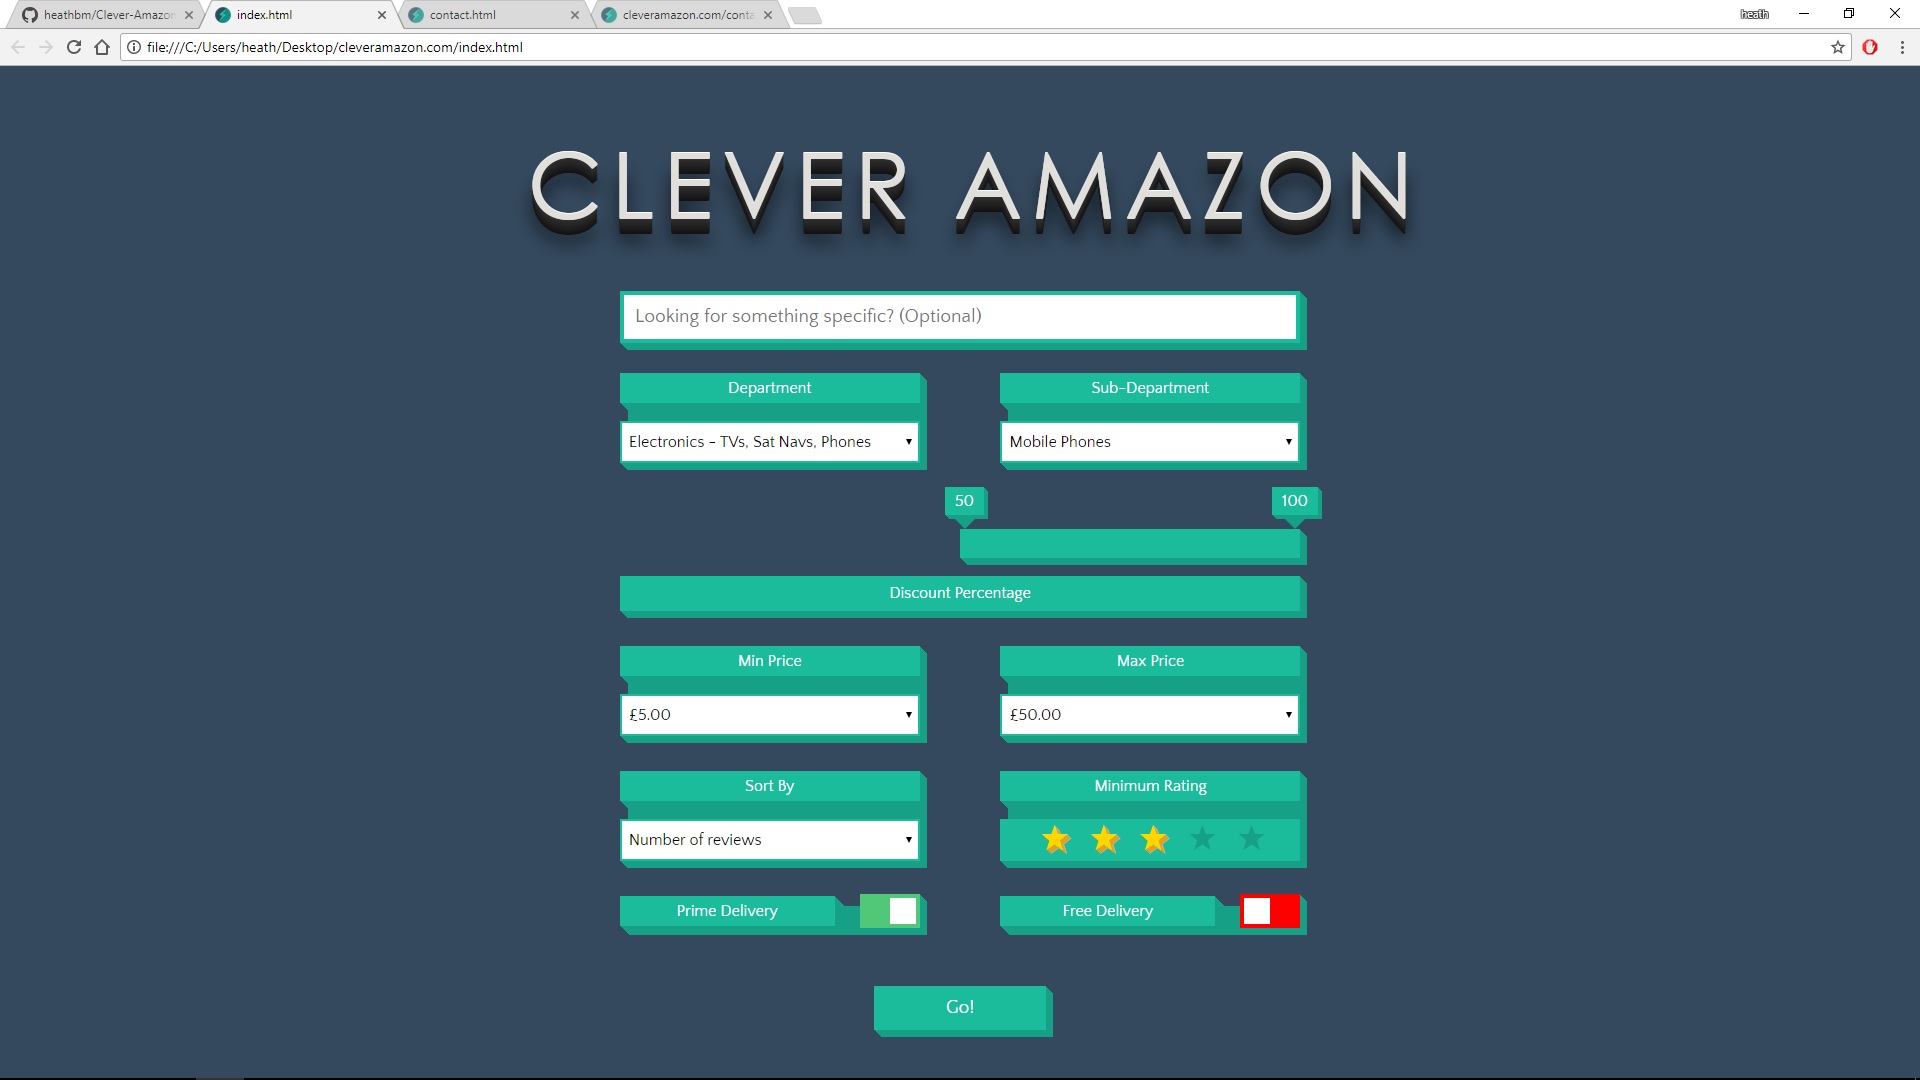 heathbm/Clever-Amazon
index.html
contact.html
cleveramazon.com/conta
heath
file:///C:/Users/heath/Desktop/cleveramazon.com/index.html
CLEVER AMAZON
Looking for something specific? (Optional)
Department
Sub-Department
Electronics - TVs, Sat Navs, Phones
Mobile Phones
50
100
Discount Percentage
Min Price
Max Price
£5.00
£50.00
Sort By
Minimum Rating
Number of reviews
Prime Delivery
Free Delivery
Go!